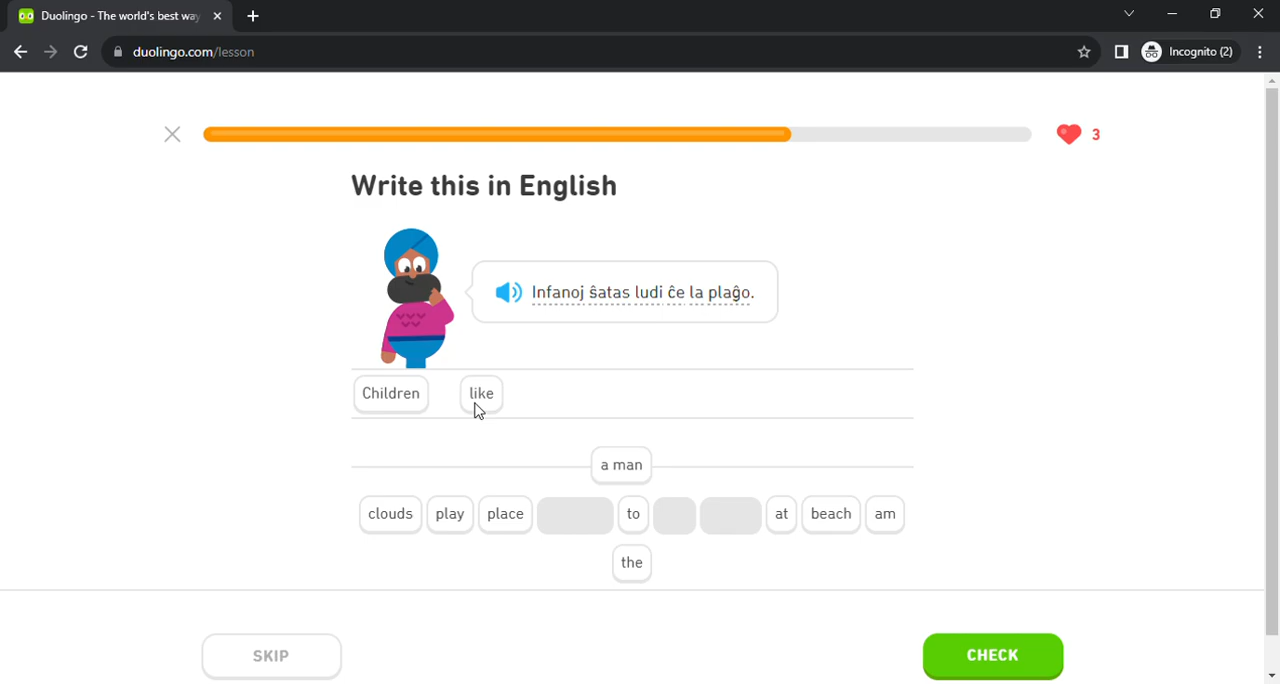 Duolingo - The world's best way
duolingo.com/lesson
Incognito (2)
3
Write this in English
Infanoj ŝatas ludi ĉe la plaĝo.
Children like
a man
clouds play place to at beach am
the
SKIP
CHECK